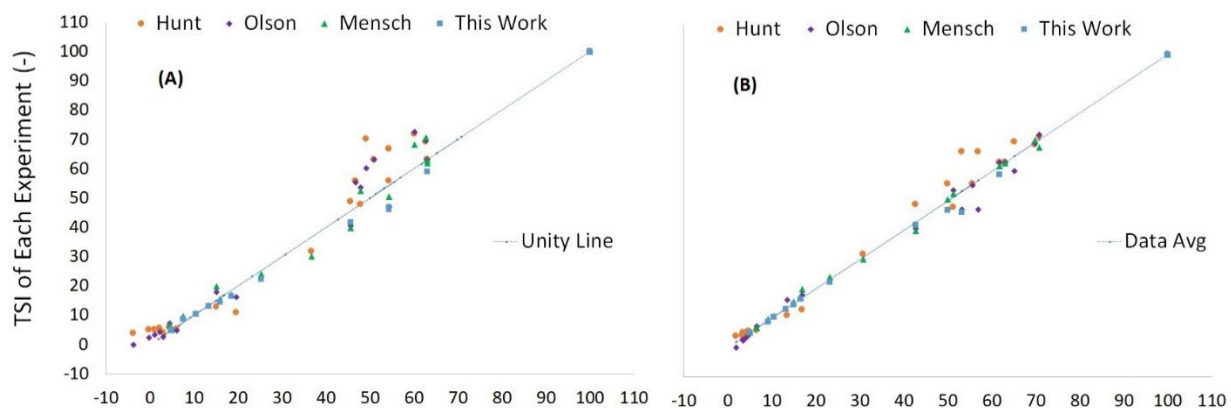 Hunt Olson Mensch This Work
(A)
TSI of Each Experiment (-)
110
100
90
80
70
60
50
40
30
20
10
0
-10
Unity Line
-10 0 10 20 30 40 50 60 70 80 90 100 110
Hunt Olson Mensch This Work
(B)
Data Avg
-10 0 10 20 30 40 50 60 70 80 90 100 110